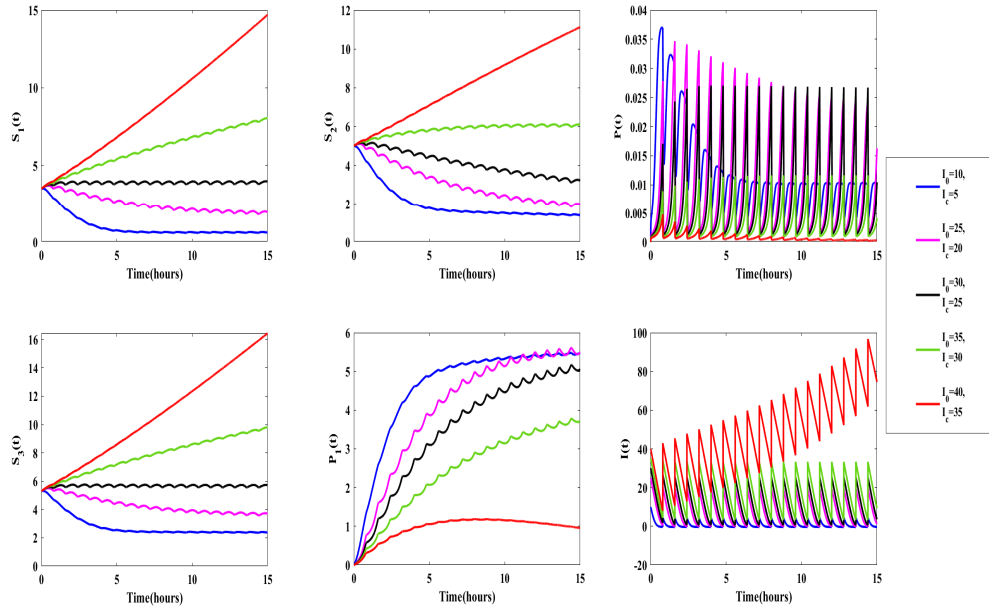 15
10
5
0
S1(t)
0 5 10 15
Time(hours)
12
10
8
6
4
2
0
S2(t)
0 5 10 15
Time(hours)
0.04
0.035
0.03
0.025
0.02
0.015
0.01
0.005
0
P(t)
0 5 10 15
Time(hours)
I0=10,
Ic=5
I0=25,
Ic=20
I0=30,
Ic=25
I0=35,
Ic=30
I0=40,
Ic=35
16
14
12
10
8
6
4
2
0
S3(t)
0 5 10 15
Time(hours)
6
5
4
3
2
1
0
P1(t)
0 5 10 15
Time(hours)
100
80
60
40
20
0
-20
I(t)
0 5 10 15
Time(hours)